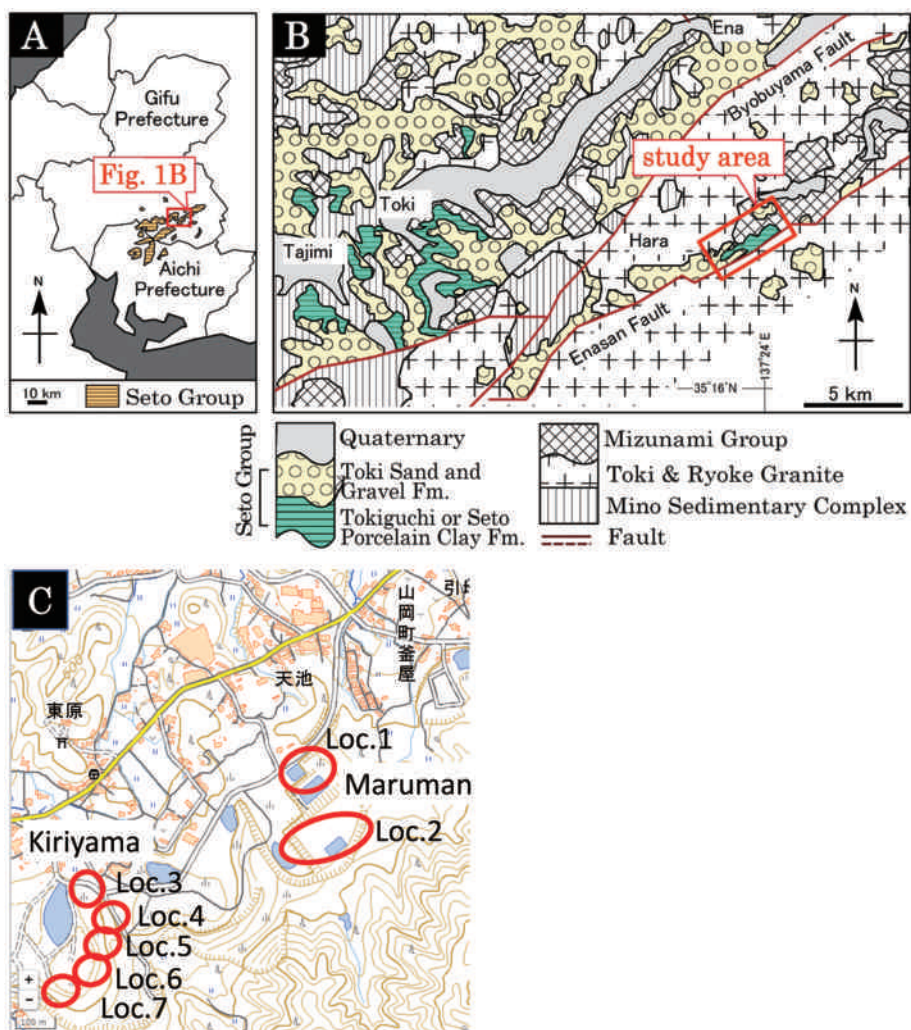 A
Gifu
Prefecture
Fig. 1B
Aichi
Prefecture
N
10 km
Seto Group
B
Ena
Byobuyama Fault
study area
Toki
Tajimi
Hara
Enasan Fault
N
137°24'E
35°16'N
5 km
Seto Group
Quaternary
Toki Sand and
Gravel Fm.
Tokiguchi or Seto
Porcelain Clay Fm.
Mizunami Group
Toki & Ryoke Granite
Mino Sedimentary Complex
Fault
C
山岡町釜屋
天池
東原
Loc.1
Maruman
Loc.2
Kiriyama
Loc.3
Loc.4
Loc.5
Loc.6
Loc.7
+
−
100 m